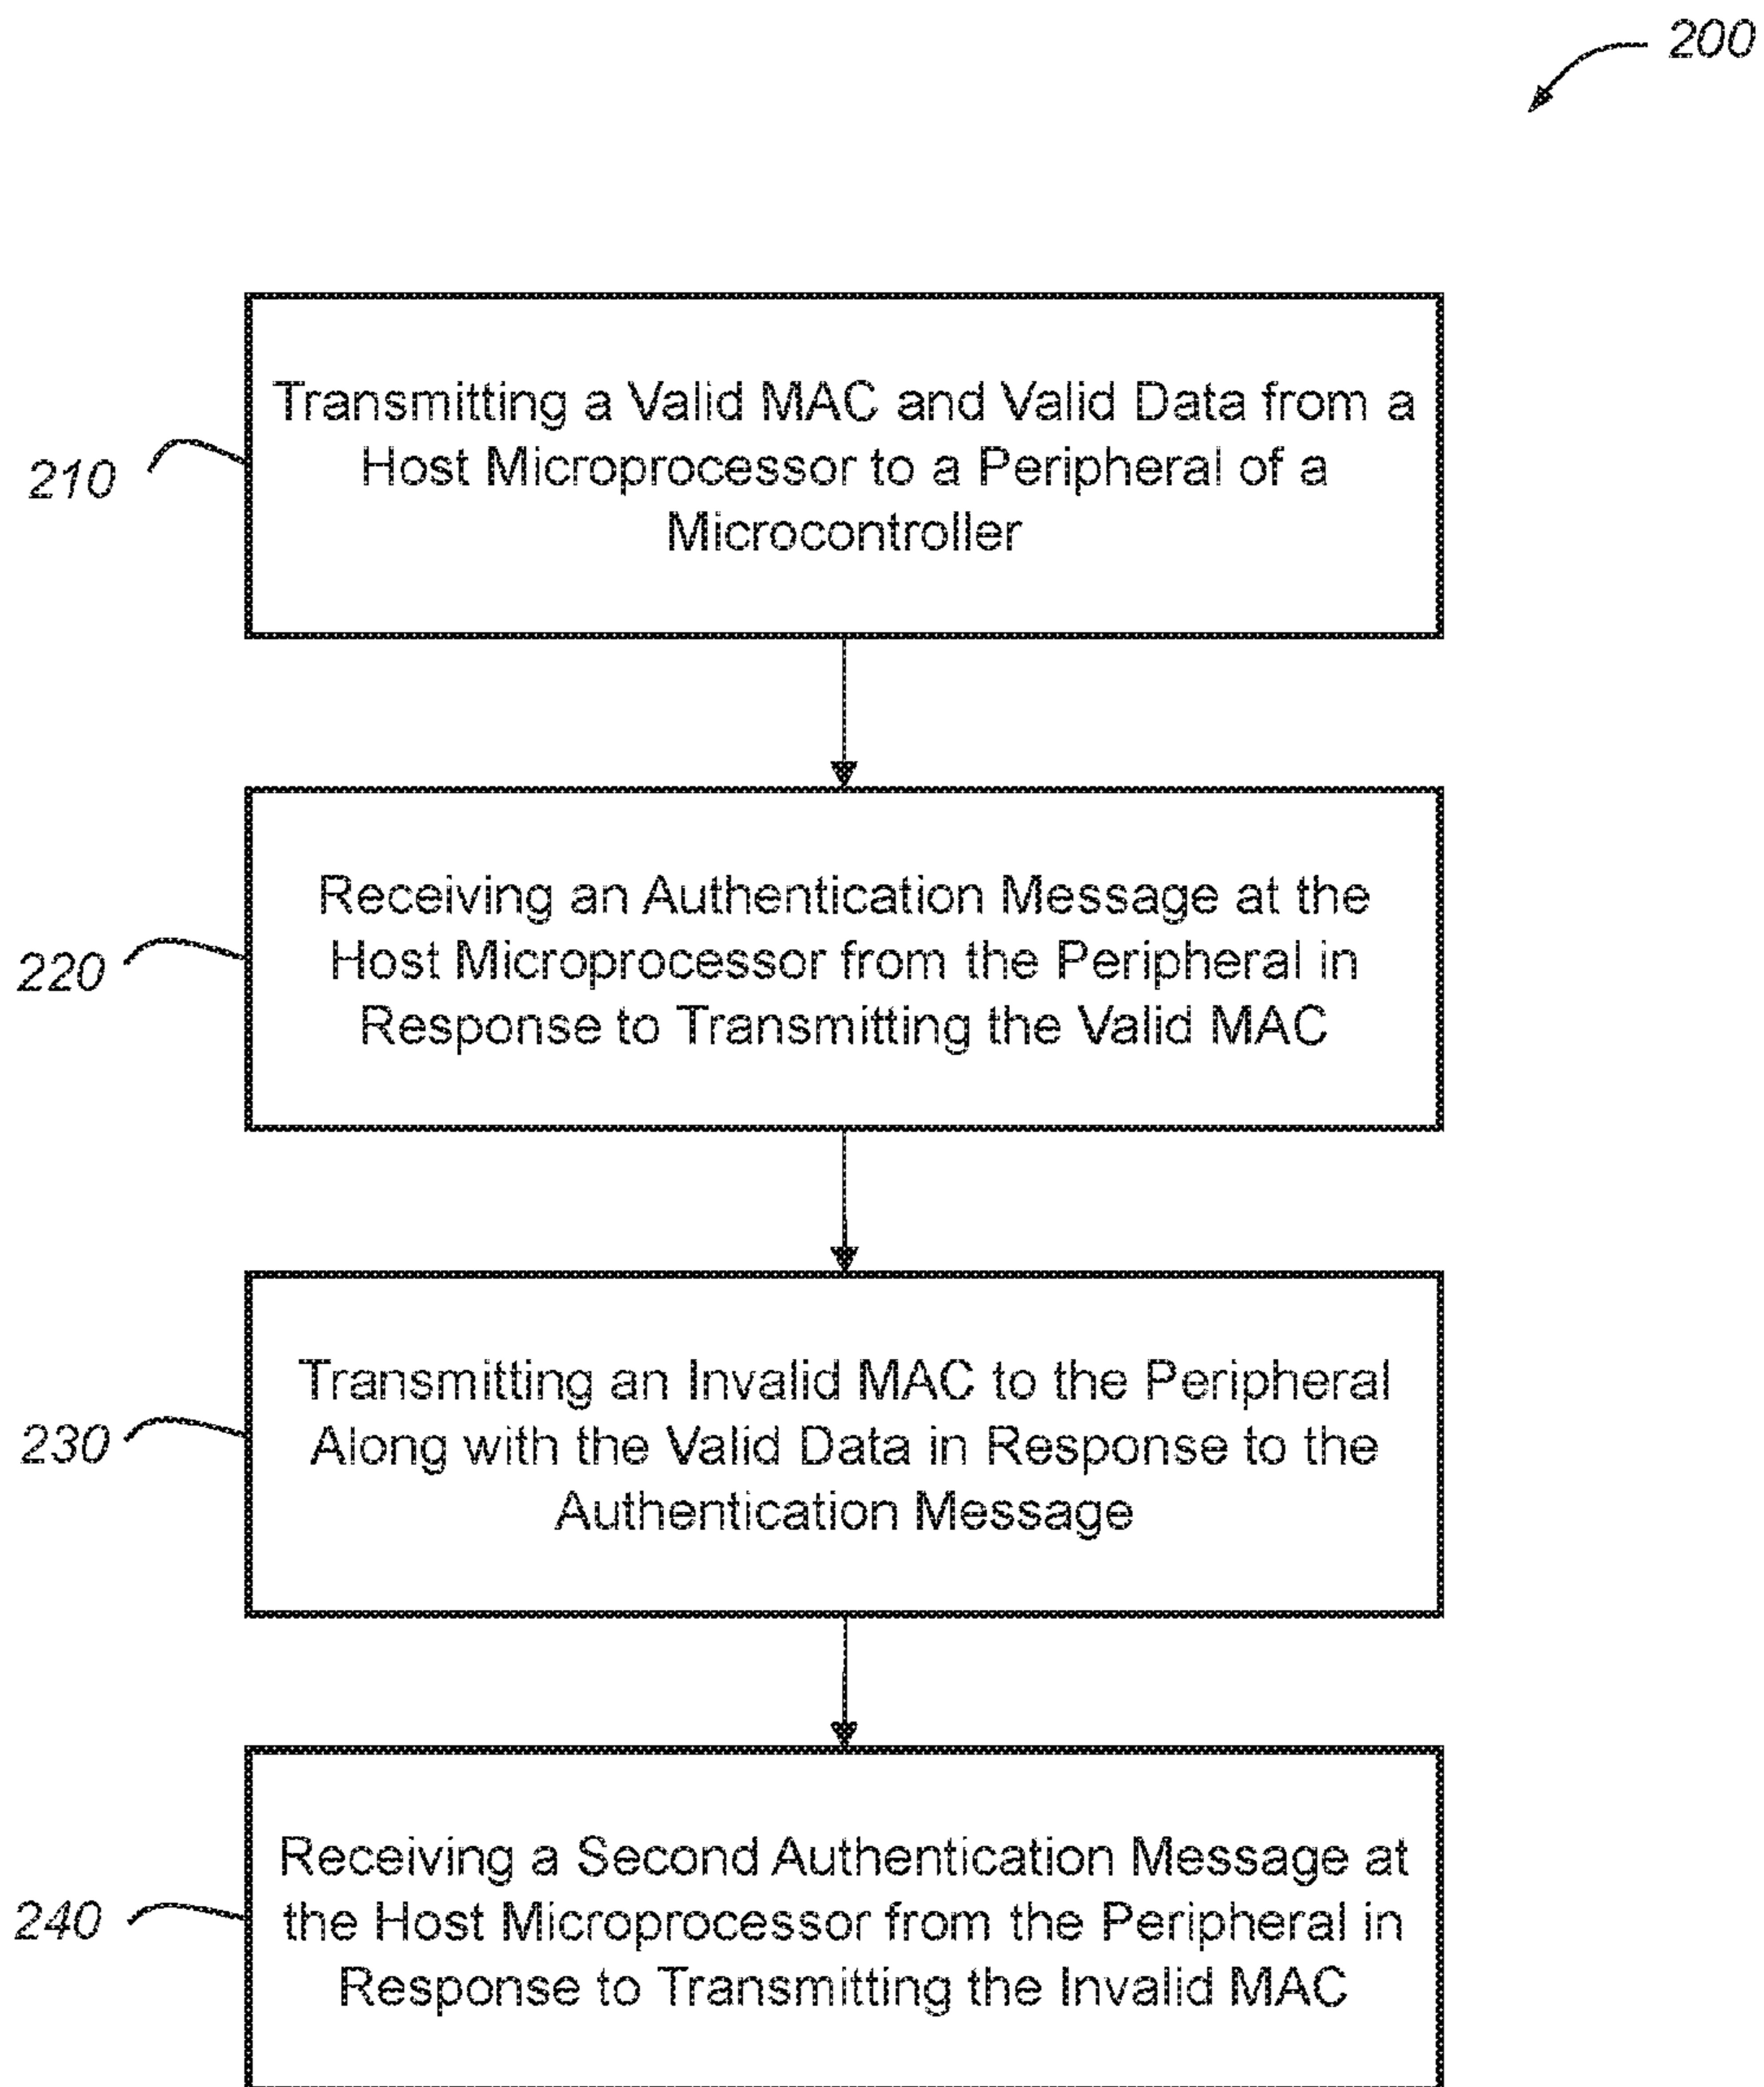 200
Transmitting a Valid MAC and Valid Data from a
Host Microprocessor to a Peripheral of a
Microcontroller
210
Receiving an Authentication Message at the
Host Microprocessor from the Peripheral in
Response to Transmitting the Valid MAC
220
Transmitting an Invalid MAC to the Peripheral
Along with the Valid Data in Response to the
Authentication Message
230
Receiving a Second Authentication Message at
the Host Microprocessor from the Peripheral in
Response to Transmitting the Invalid MAC
240